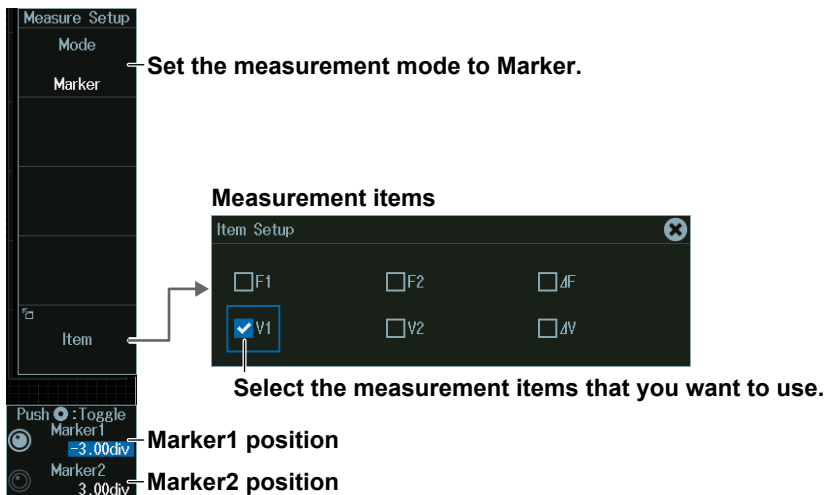 Measure Setup
Mode
Marker
Set the measurement mode to Marker.
Measurement items
Item Setup
F1
F2
ΔF
V1
V2
ΔV
Item
Select the measurement items that you want to use.
Push :Toggle
Marker1
-3.00div
Marker1 position
Marker2
3.00div
Marker2 position